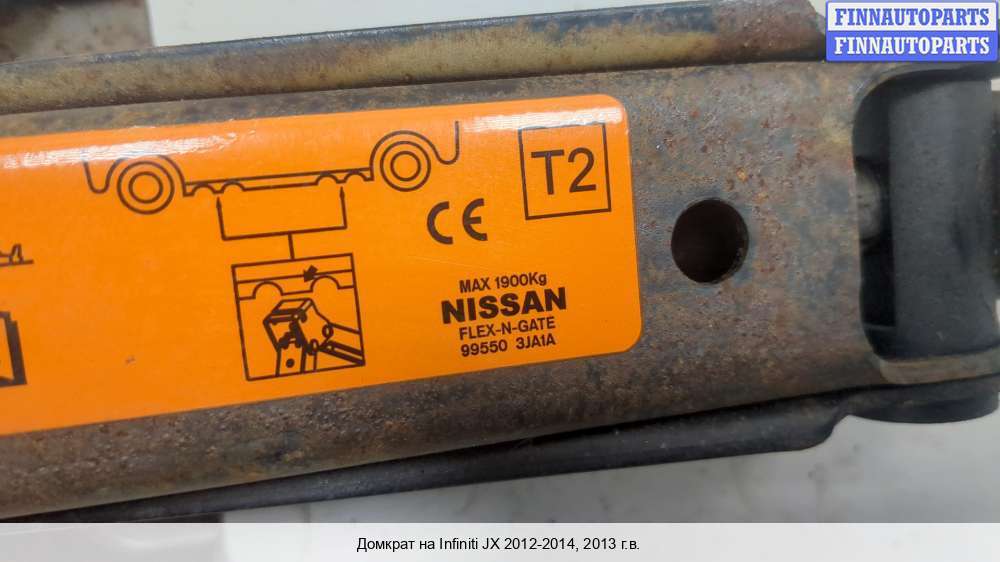 FINNAUTOPARTS
FINNAUTOPARTS
T2
CE
MAX 1900Kg
NISSAN
FLEX-N-GATE
99550 3JA1A
Домкрат на Infiniti JX 2012-2014, 2013 г.в.